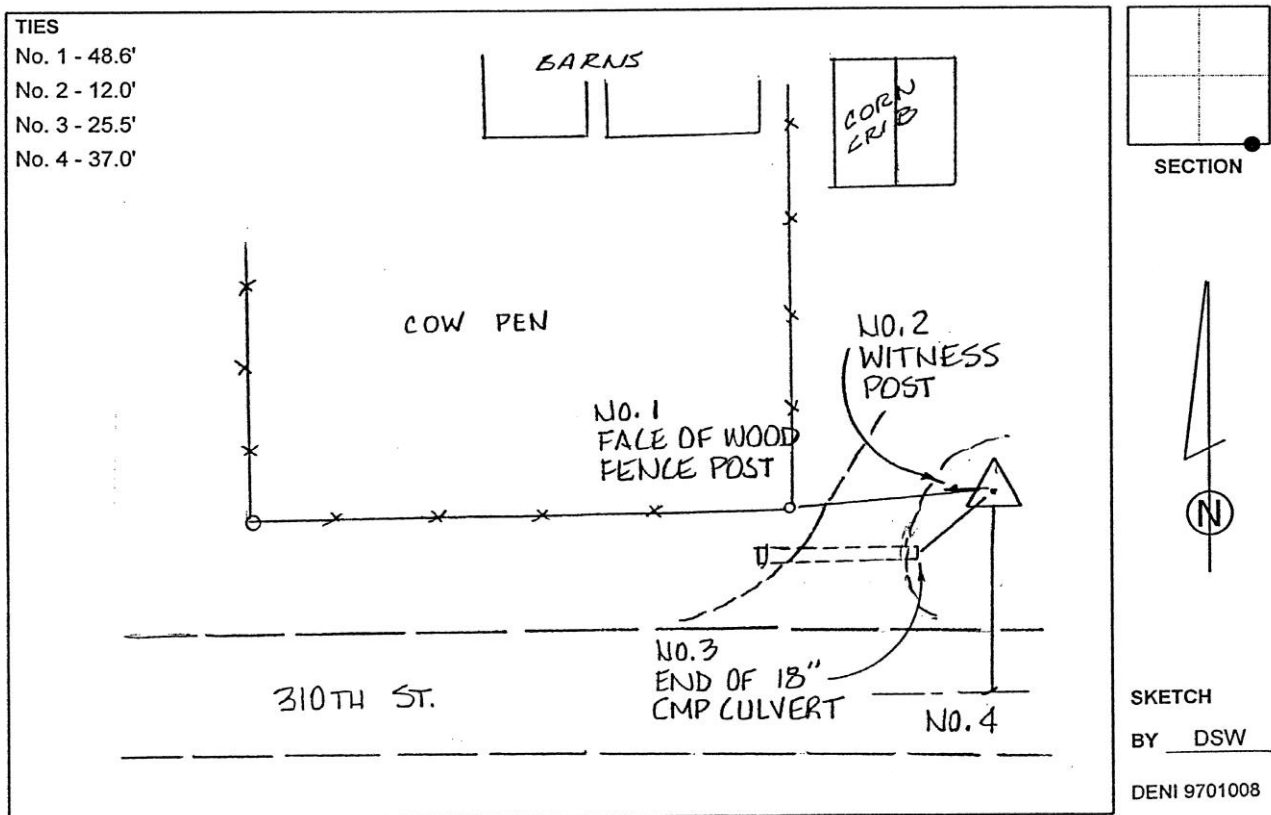 TIES
No. 1 - 48.6'
No. 2 - 12.0'
No. 3 - 25.5'
No. 4 - 37.0'
BARNS
CORN
CRIB
SECTION
COW PEN
NO. 2
WITNESS
POST
NO. 1
FACE OF WOOD
FENCE POST
N
NO. 3
END OF 18"
CMP CULVERT
310TH ST.
NO. 4
SKETCH
BY DSW
DENI 9701008